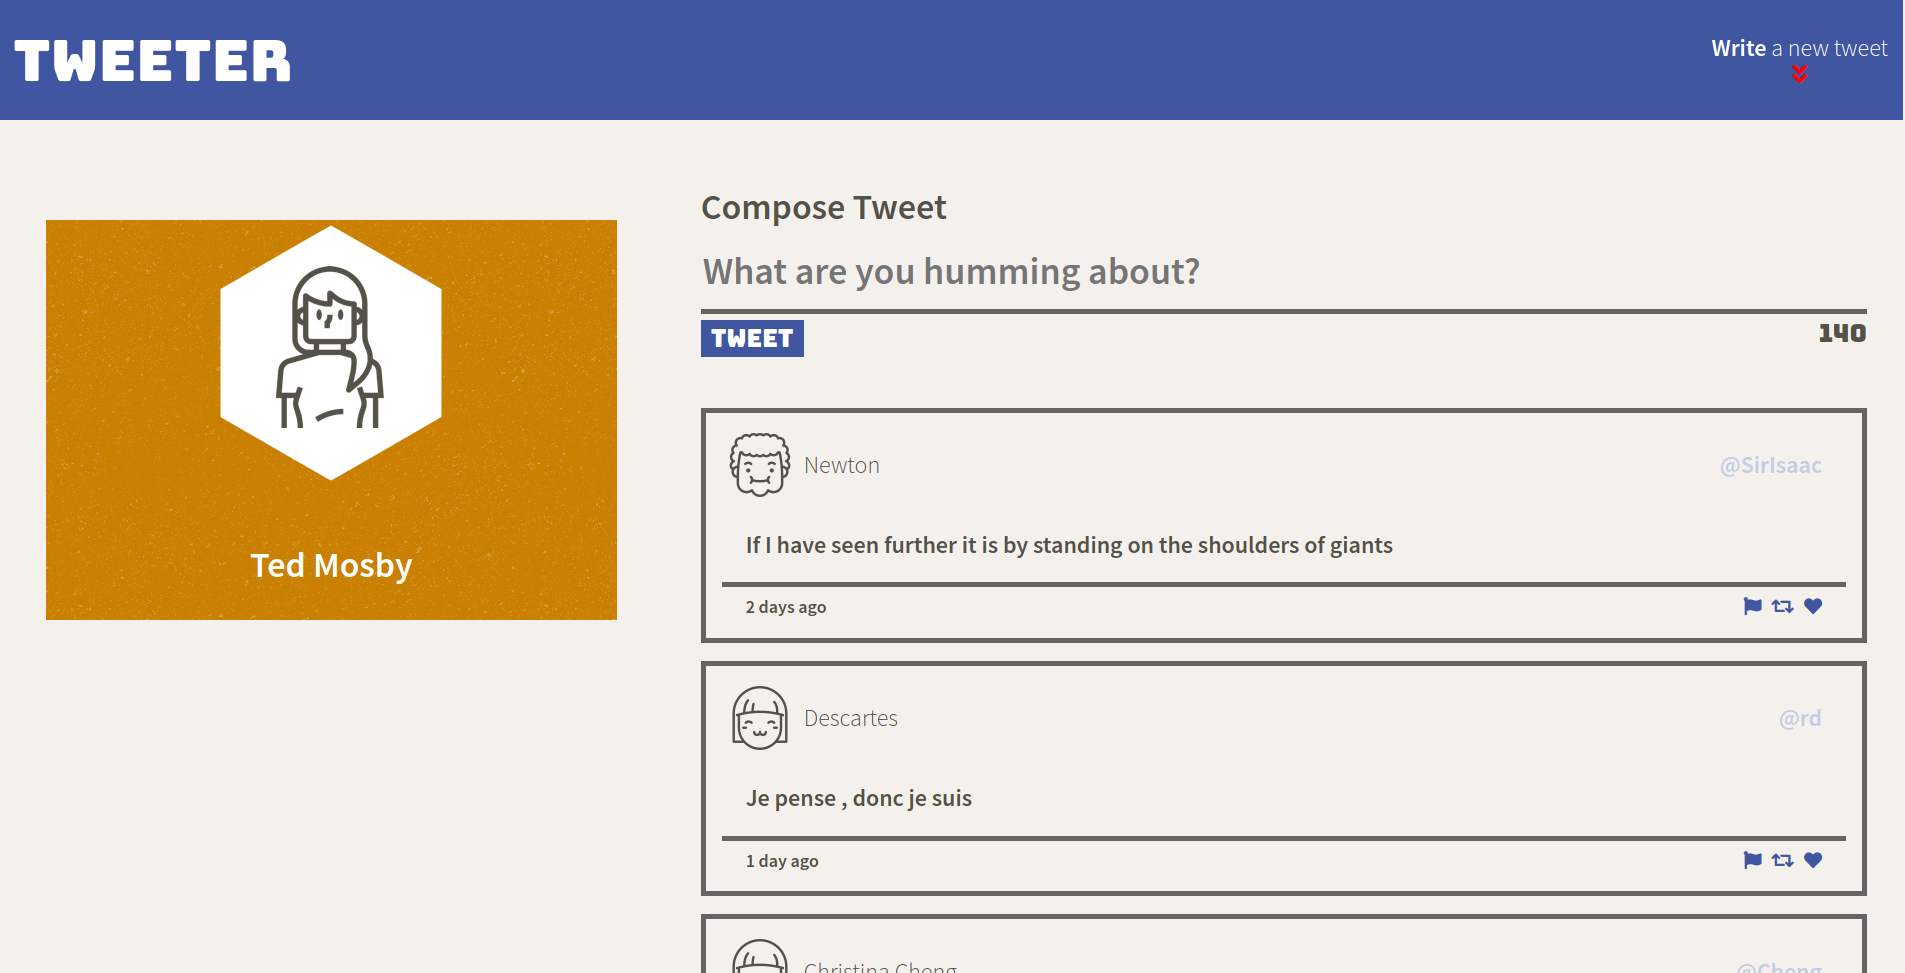 TWEETER
Write a new tweet
Ted Mosby
Compose Tweet
What are you humming about?
TWEET
140
Newton
@SirIsaac
If I have seen further it is by standing on the shoulders of giants
2 days ago
Descartes
@rd
Je pense , donc je suis
1 day ago
Christina Cheng
@Cheng